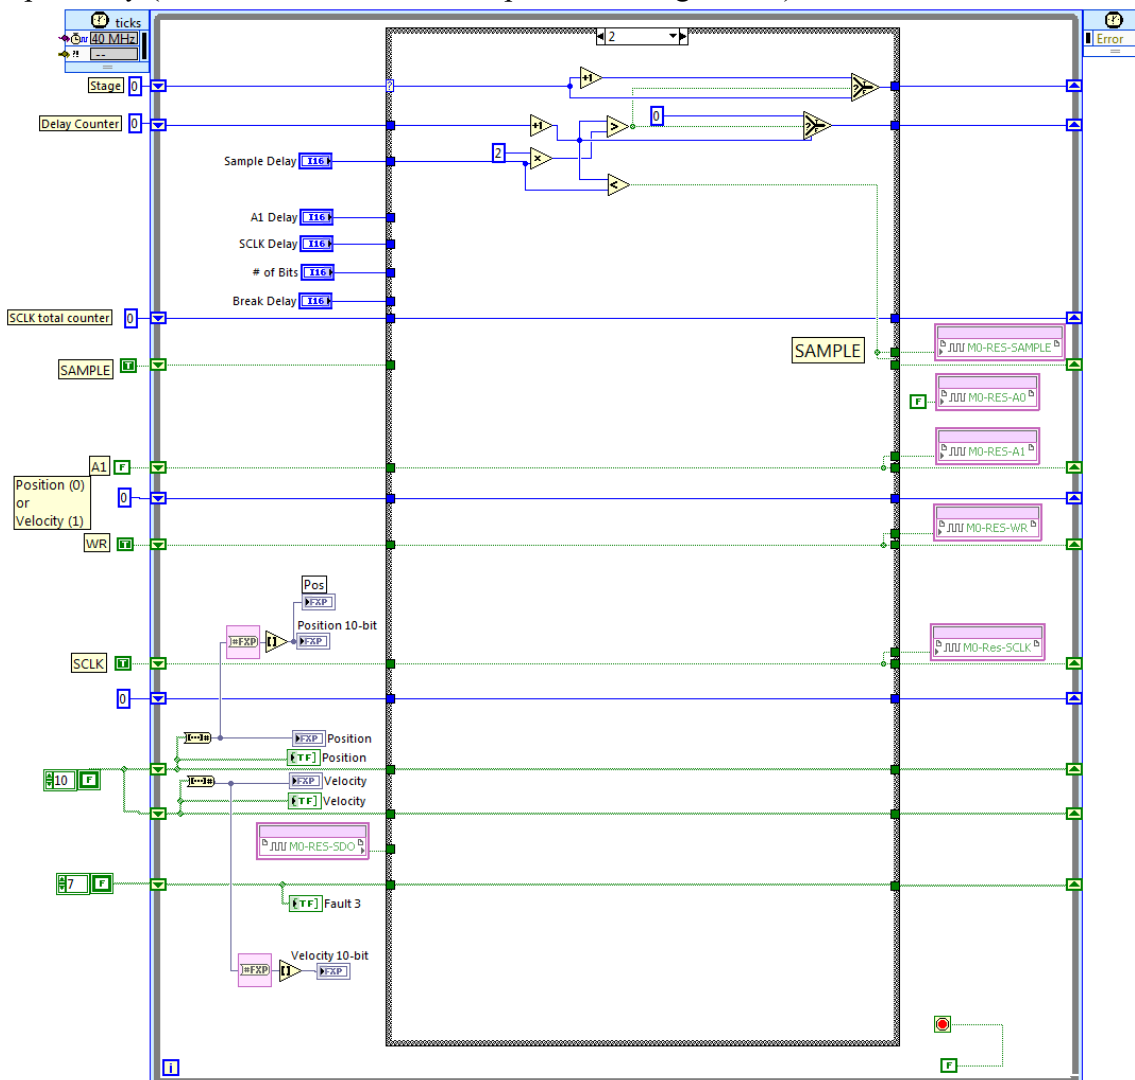 ticks
40 MHz
--
Error
2
?
Stage 0
+1
?
T
F
Delay Counter 0
+1
>
0
?
T
F
Sample Delay I16
2
x
<
A1 Delay I16
SCLK Delay I16
# of Bits I16
Break Delay I16
SCLK total counter 0
SAMPLE
M0-RES-SAMPLE
SAMPLE T
F
M0-RES-A0
A1 F
M0-RES-A1
Position (0)
or
Velocity (1)
0
M0-RES-WR
WR T
Pos
FXP
Position 10-bit
#FXP
[]
FXP
SCLK T
M0-Res-SCLK
0
FXP Position
TF Position
10 F
FXP Velocity
TF Velocity
M0-RES-SDO
7 F
TF Fault 3
Velocity 10-bit
#FXP
[]
FXP
F
i